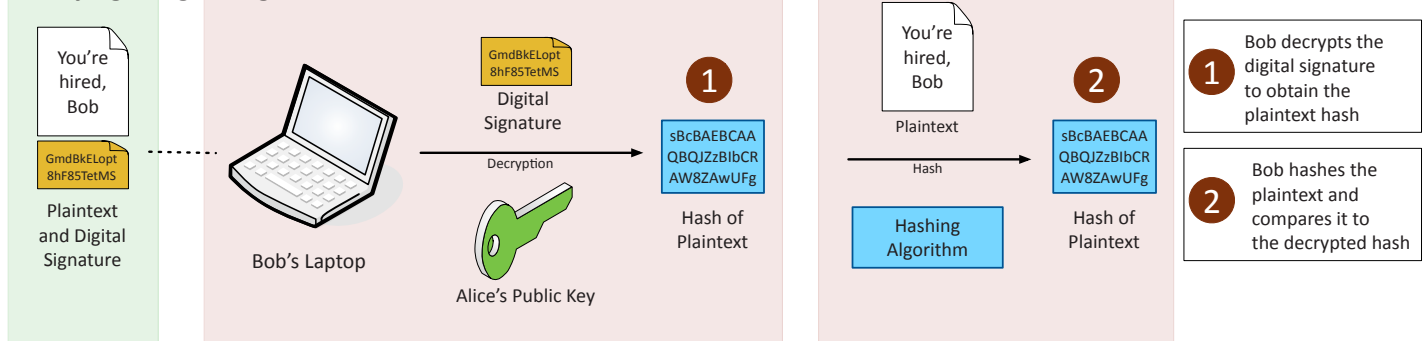 You're
hired,
Bob
GmdBkELopt
8hF85TetMS
Plaintext
and Digital
Signature
Bob's Laptop
GmdBkELopt
8hF85TetMS
Digital
Signature
Decryption
Alice's Public Key
1
sBcBAEBCAA
QBQJZzBIbCR
AW8ZAwUFg
Hash of
Plaintext
You're
hired,
Bob
Plaintext
Hash
Hashing
Algorithm
2
sBcBAEBCAA
QBQJZzBIbCR
AW8ZAwUFg
Hash of
Plaintext
1
Bob decrypts the
digital signature
to obtain the
plaintext hash
2
Bob hashes the
plaintext and
compares it to
the decrypted hash